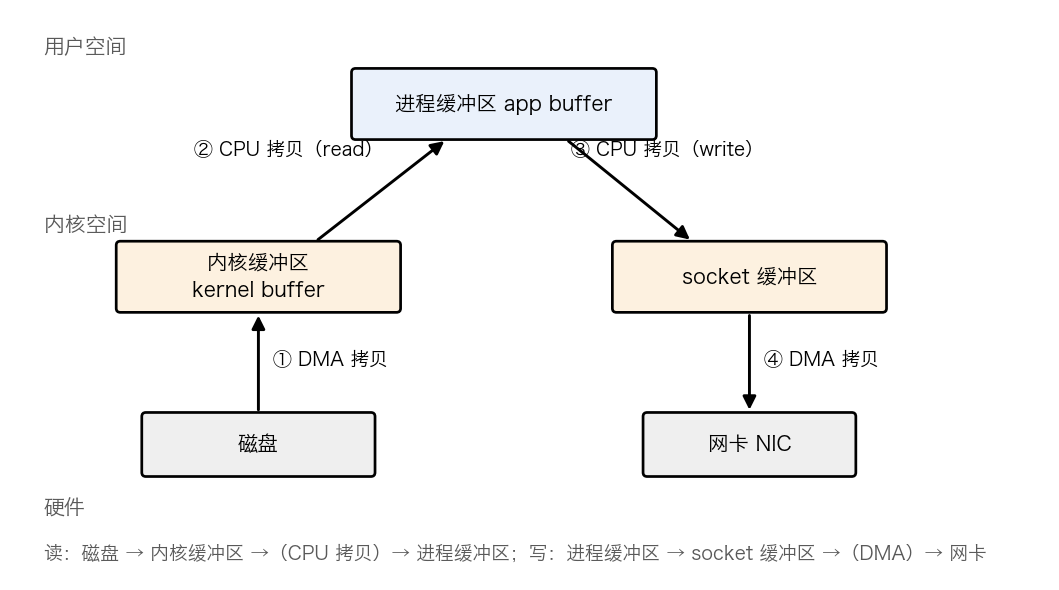 用户空间
进程缓冲区 app buffer
② CPU 拷贝（read）
③ CPU 拷贝（write）
内核空间
内核缓冲区
kernel buffer
socket 缓冲区
① DMA 拷贝
④ DMA 拷贝
磁盘
网卡 NIC
硬件
读：磁盘 → 内核缓冲区 →（CPU 拷贝）→ 进程缓冲区；写：进程缓冲区 → socket 缓冲区 →（DMA）→ 网卡